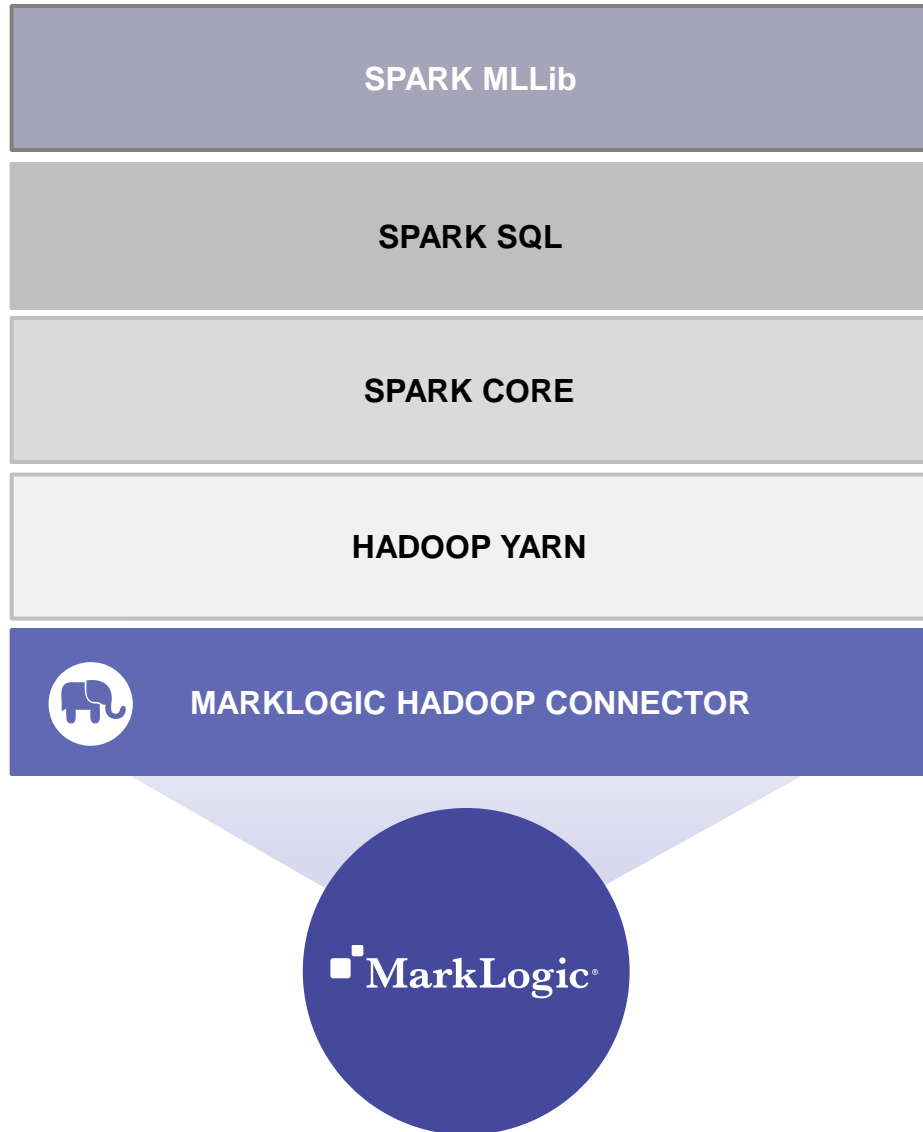 SPARK MLLib
SPARK SQL
SPARK CORE
HADOOP YARN
MARKLOGIC HADOOP CONNECTOR
MarkLogic®